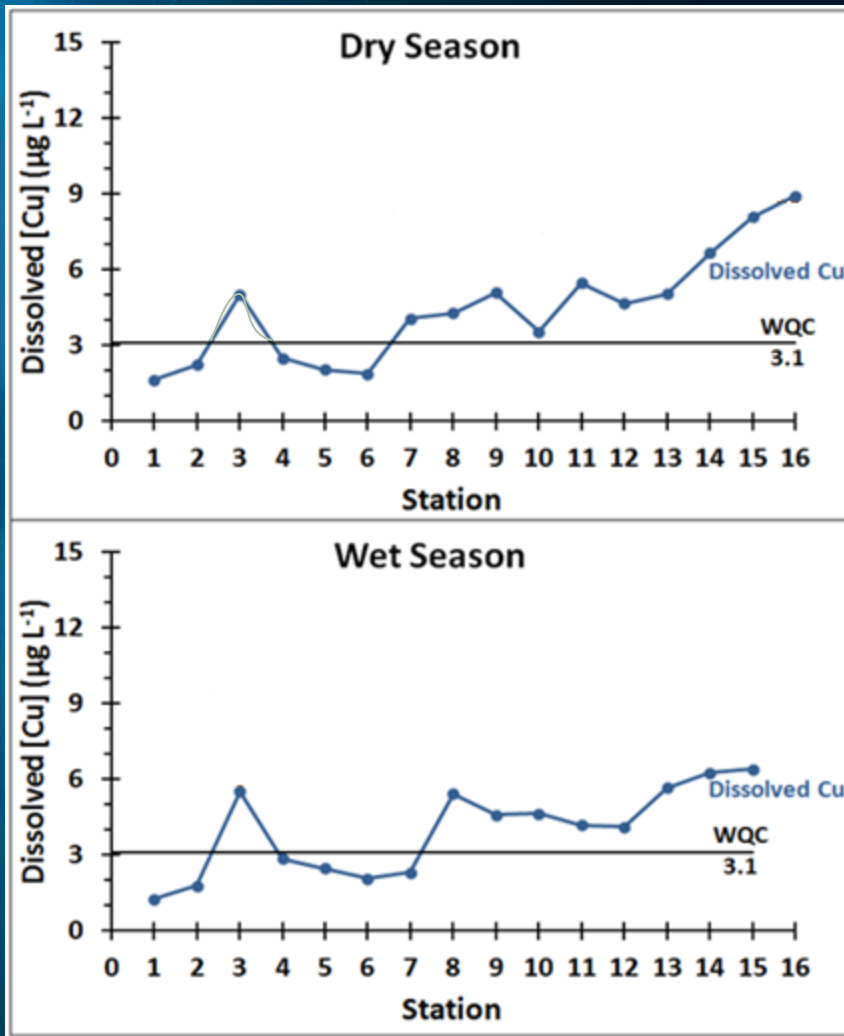 Dry Season
Dissolved [Cu] (µg L⁻¹)
15
12
9
6
3
0
Dissolved Cu
WQC
3.1
0 1 2 3 4 5 6 7 8 9 10 11 12 13 14 15 16
Station
Wet Season
Dissolved [Cu] (µg L⁻¹)
15
12
9
6
3
0
Dissolved Cu
WQC
3.1
0 1 2 3 4 5 6 7 8 9 10 11 12 13 14 15 16
Station